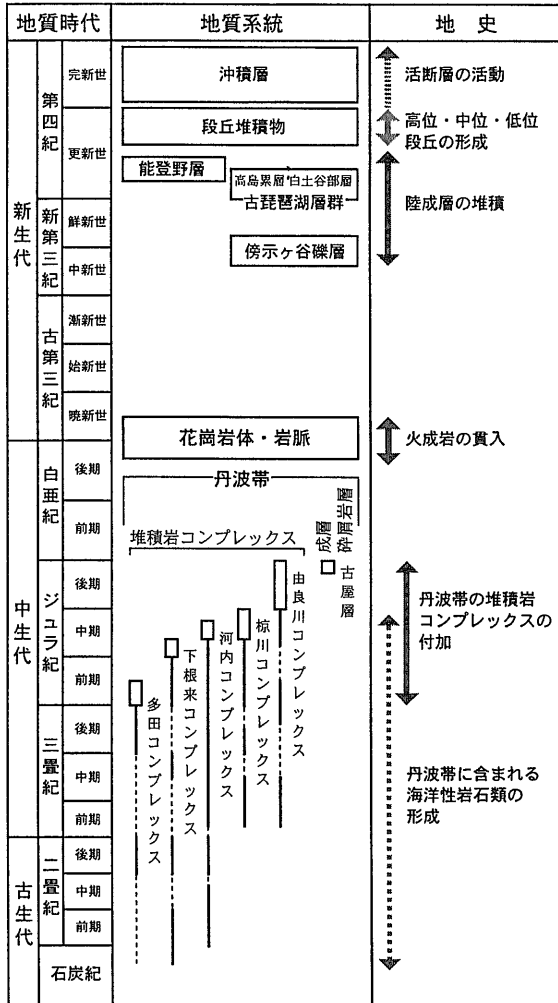 地質時代
地質系統
地 史
新生代
第四紀
完新世
更新世
新第三紀
鮮新世
中新世
古第三紀
漸新世
始新世
暁新世
中生代
白亜紀
後期
前期
ジュラ紀
後期
中期
前期
三畳紀
後期
中期
前期
古生代
二畳紀
後期
中期
前期
石炭紀
沖積層
段丘堆積物
能登野層
高島累層・白土谷部層
古琵琶湖層群
傍示ヶ谷礫層
花崗岩体・岩脈
丹波帯
堆積岩コンプレックス
成層
砕屑岩層
古屋層
由良川コンプレックス
椋川コンプレックス
河内コンプレックス
下根来コンプレックス
多田コンプレックス
活断層の活動
高位・中位・低位
段丘の形成
陸成層の堆積
火成岩の貫入
丹波帯の堆積岩
コンプレックスの
付加
丹波帯に含まれる
海洋性岩石類の
形成